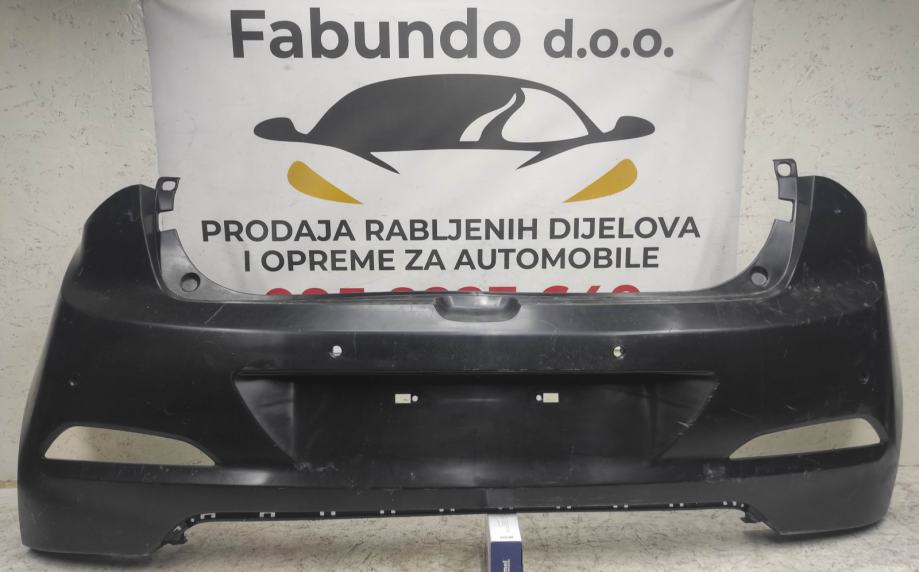 Fabundo d.o.o.
PRODAJA RABLJENIH DIJELOVA
I OPREME ZA AUTOMOBILE